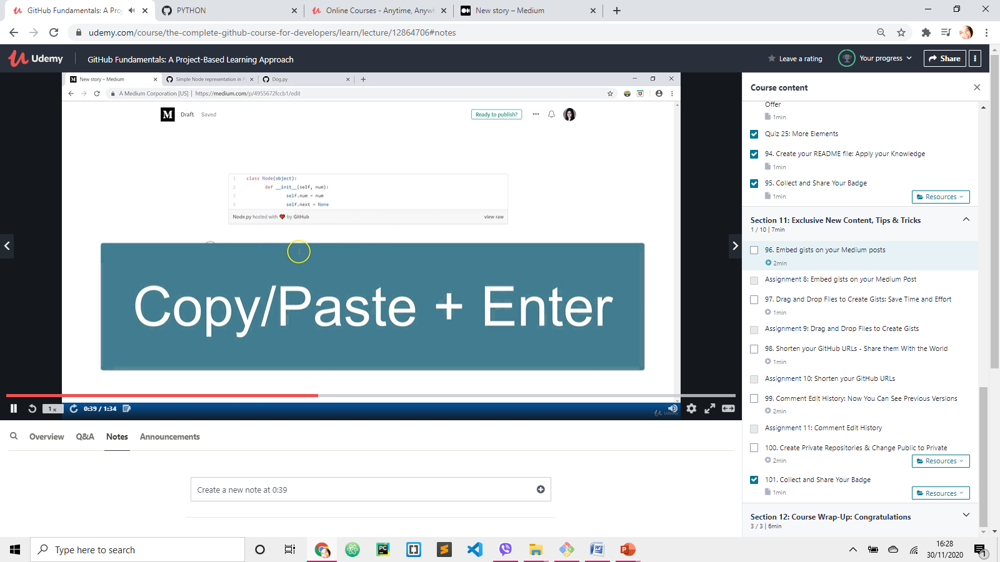 GitHub Fundamentals: A Proj
PYTHON
Online Courses - Anytime, Anywh
New story – Medium
udemy.com/course/the-complete-github-course-for-developers/learn/lecture/12864706#notes
Udemy
GitHub Fundamentals: A Project-Based Learning Approach
Leave a rating
Your progress
Share
New story — Medium
Simple Node representation in Py
Dog.py
A Medium Corporation [US] | https://medium.com/p/4955672fccb1/edit
M
Draft
Saved
Ready to publish?
1 class Node(object):
2 def __init__(self, num):
3 self.num = num
4 self.next = None
Node.py hosted with ❤ by GitHub
view raw
Copy/Paste + Enter
1 x
0:39 / 1:34
Udemy
Overview
Q&A
Notes
Announcements
Create a new note at 0:39
Course content
Offer
1min
Quiz 25: More Elements
94. Create your README file: Apply your Knowledge
1min
95. Collect and Share Your Badge
1min
Resources
Section 11: Exclusive New Content, Tips & Tricks
1 / 10 | 7min
96. Embed gists on your Medium posts
2min
Assignment 8: Embed gists on your Medium Post
97. Drag and Drop Files to Create Gists: Save Time and Effort
1min
Assignment 9: Drag and Drop Files to Create Gists
98. Shorten your GitHub URLs - Share them With the World
1min
Assignment 10: Shorten your GitHub URLs
99. Comment Edit History: Now You Can See Previous Versions
2min
Assignment 11: Comment Edit History
100. Create Private Repositories & Change Public to Private
2min
Resources
101. Collect and Share Your Badge
1min
Resources
Section 12: Course Wrap-Up: Congratulations
3 / 3 | 6min
Type here to search
PC
16:28
30/11/2020
1